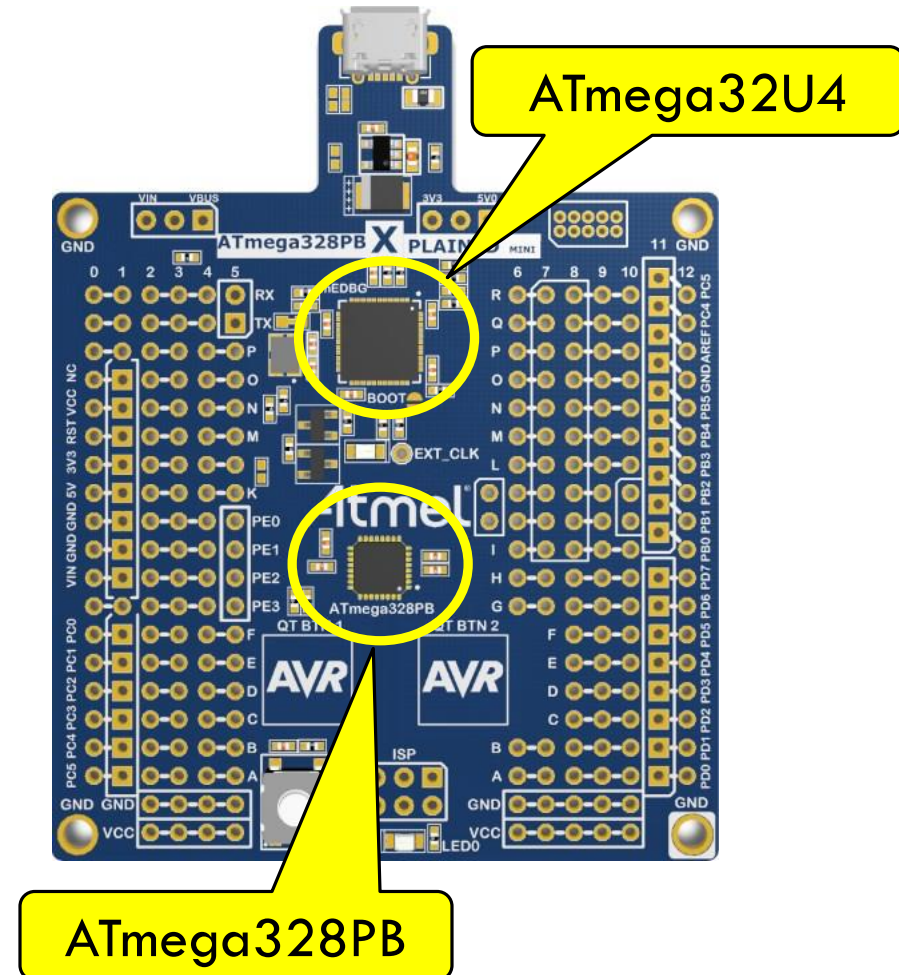 ATmega32U4
VIN VBUS
3V3 5V0
GND
ATmega328PB X PLAIN MINI
11 GND
0 1 2 3 4 5
6 7 8 9 10 12
RX
mEDBG
TX
P
O
N
M
K
BOOT
EXT_CLK
R
Q
P
O
N
M
L
I
H
G
F
E
D
C
B
A
NC
VCC
RST
3V3
5V
GND
GND
VIN
PC0
PC1
PC2
PC3
PC4
PC5
PC5
PC4
AREF
GND
PB5
PB4
PB3
PB2
PB1
PB0
PD7
PD6
PD5
PD4
PD3
PD2
PD1
PD0
Atmel
PE0
PE1
PE2
PE3
ATmega328PB
QT BTN 1
QT BTN 2
AVR
AVR
F
E
D
C
B
A
ISP
GND GND
GND
GND
VCC
VCC
LED0
ATmega328PB